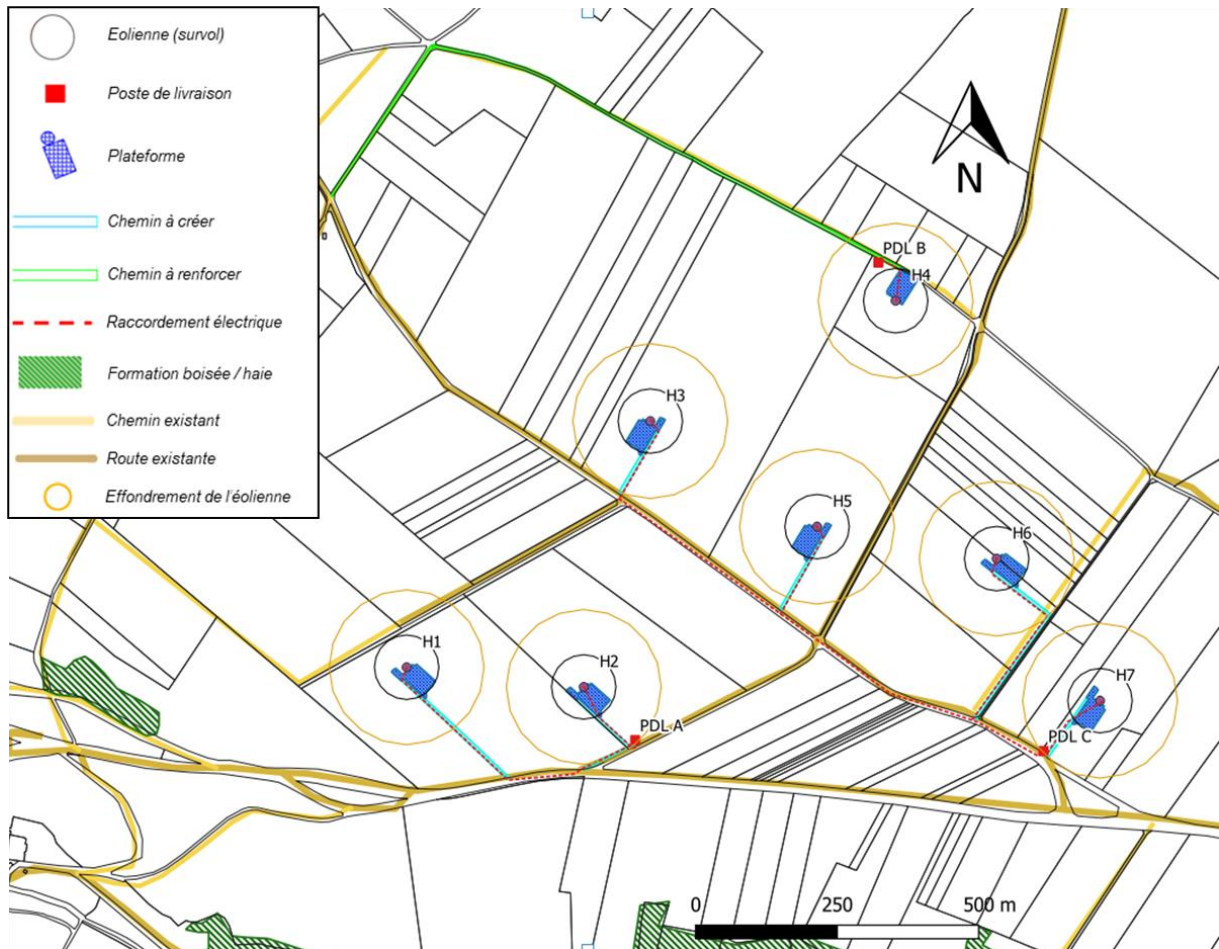 Eolienne (survol)
Poste de livraison
Plateforme
Chemin à créer
Chemin à renforcer
Raccordement électrique
Formation boisée / haie
Chemin existant
Route existante
Effondrement de l'éolienne
N
PDL B
H4
H3
H5
H6
H1
H2
H7
PDL A
PDL C
0 250 500 m